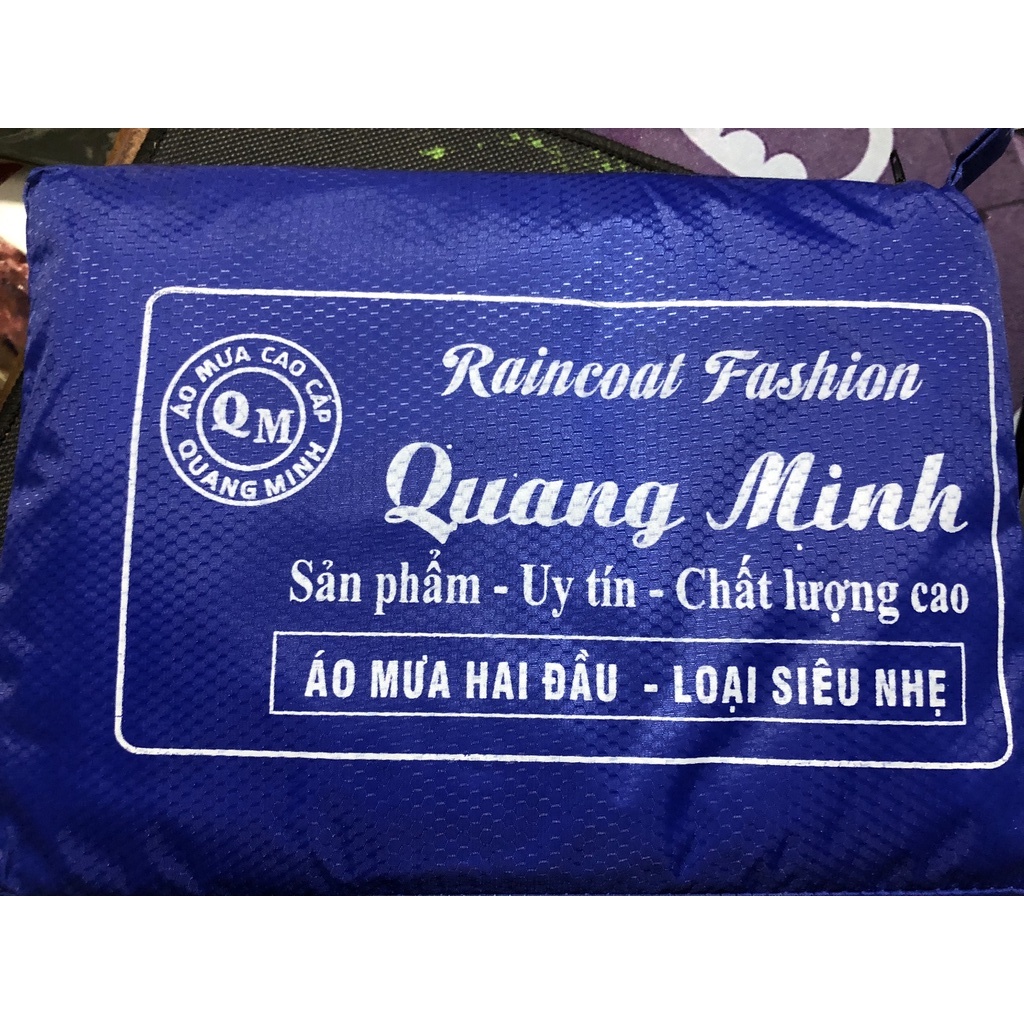 ÁO MƯA CAO CẤP
QM
QUANG MINH
Raincoat Fashion
Quang Minh
Sản phẩm - Uy tín - Chất lượng cao
ÁO MƯA HAI ĐẦU - LOẠI SIÊU NHẸ